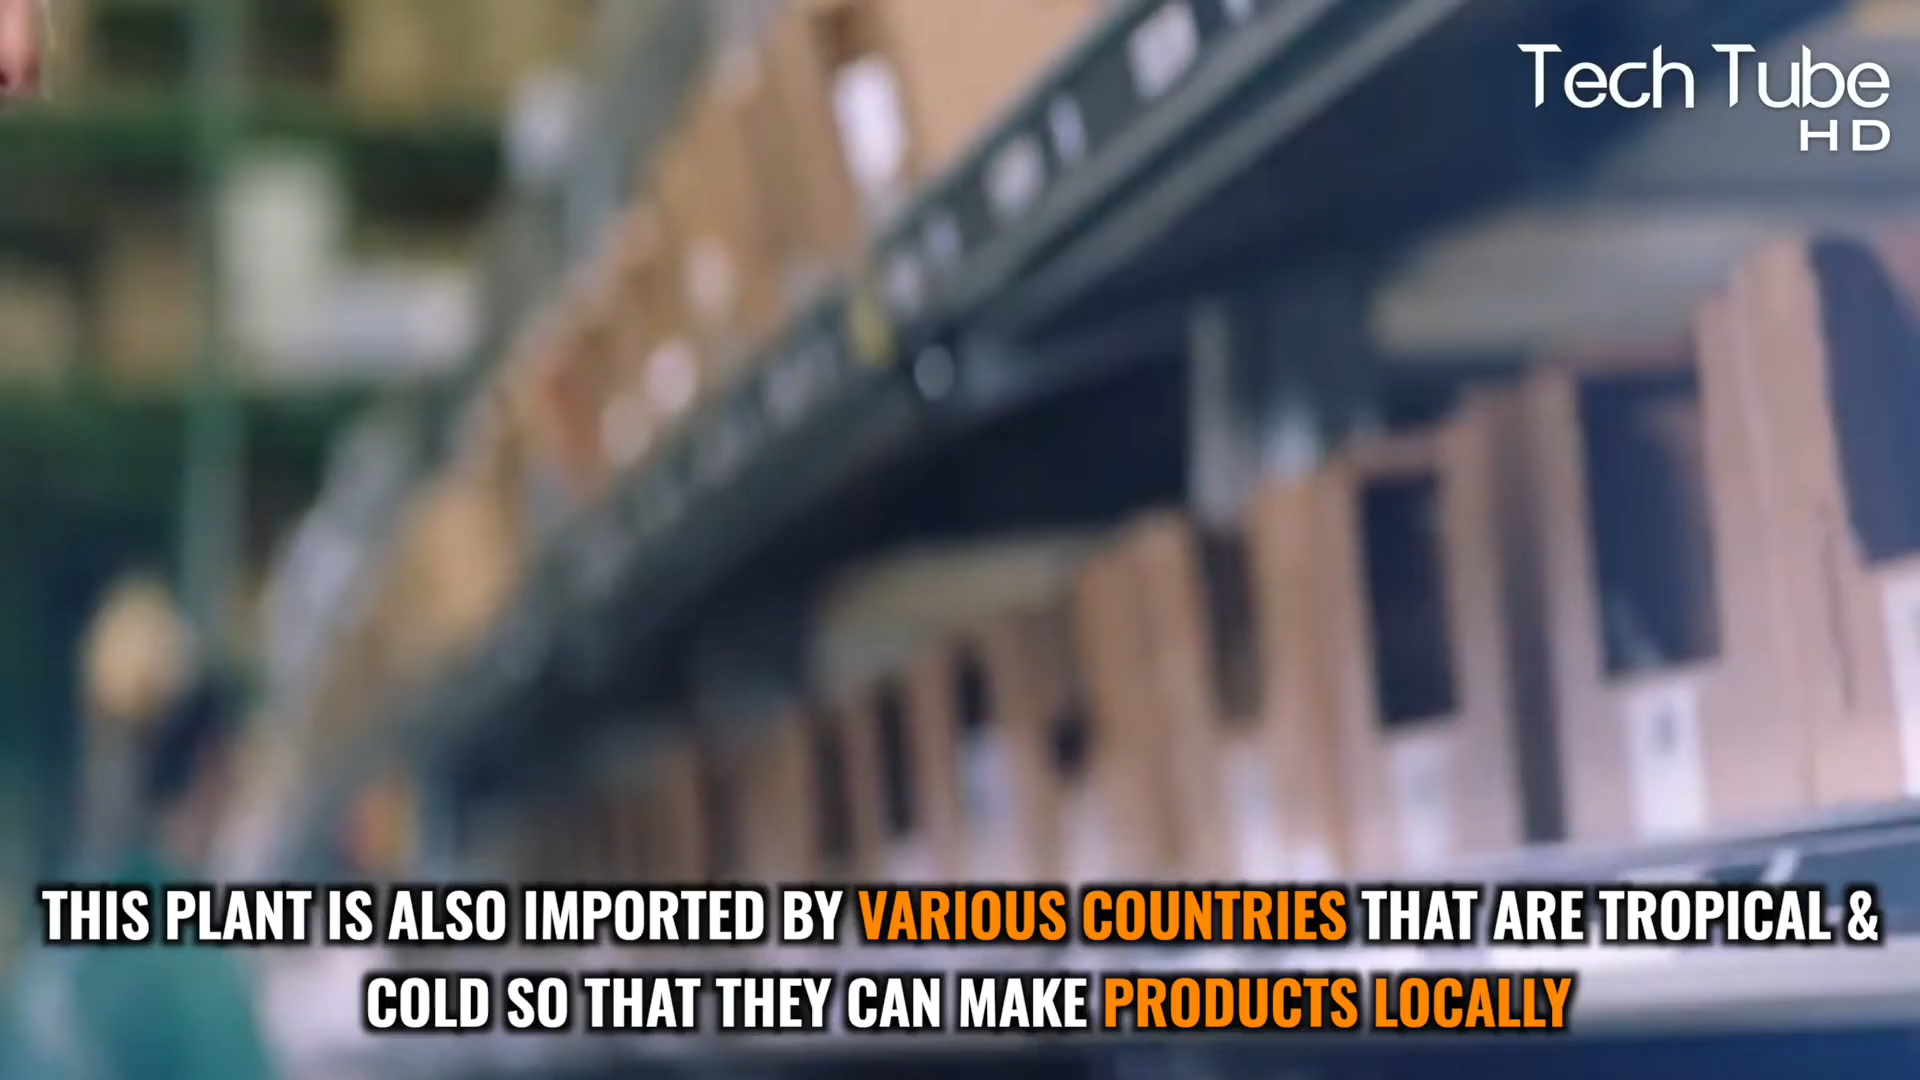 Tech Tube
HD
THIS PLANT IS ALSO IMPORTED BY VARIOUS COUNTRIES THAT ARE TROPICAL &
COLD SO THAT THEY CAN MAKE PRODUCTS LOCALLY